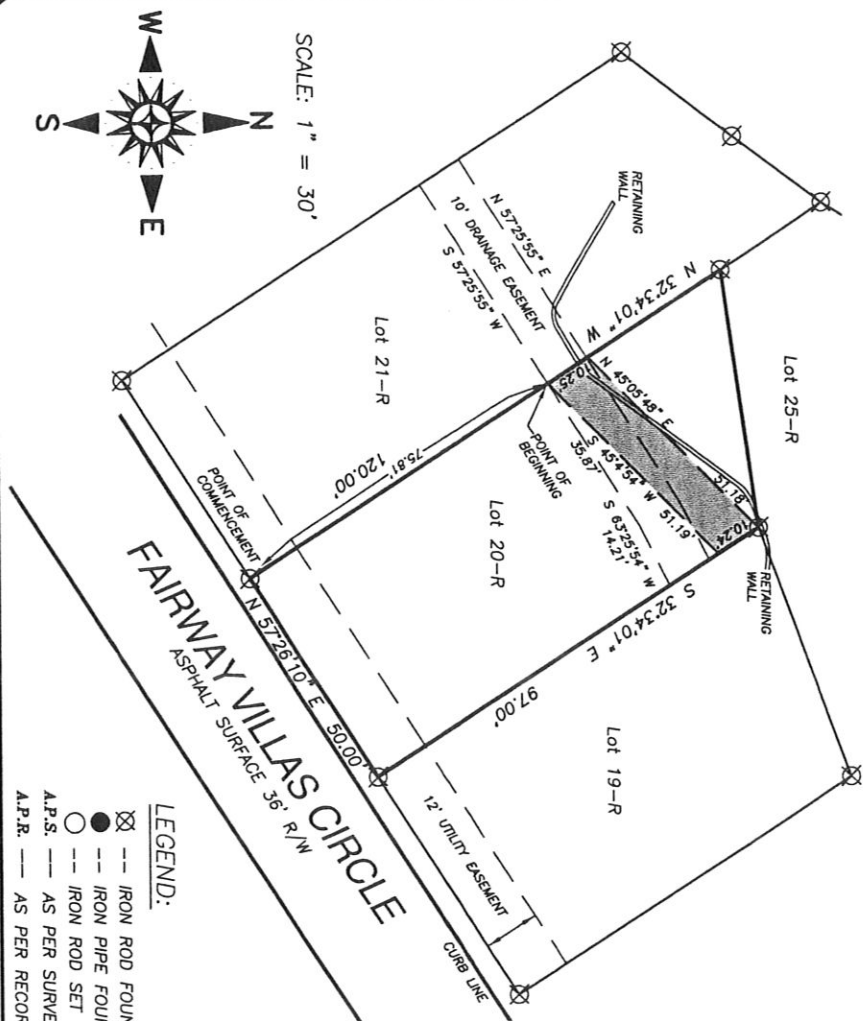 W
N
S
E
SCALE: 1" = 30'
RETAINING
WALL
N 57°25'55" E
10' DRAINAGE EASEMENT
S 57°25'55" W
N 32°34'01" W
Lot 25-R
N 45°05'48" E
51.18'
10.25'
S 45°4'54" W 51.19'
10.24'
35.87'
S 63°25'54" W
14.21'
POINT OF
BEGINNING
RETAINING
WALL
Lot 21-R
75.81'
120.00'
Lot 20-R
S 32°34'01" E
97.00'
Lot 19-R
POINT OF
COMMENCEMENT
N 57°26'10" E 50.00'
FAIRWAY VILLAS CIRCLE
ASPHALT SURFACE 36' R/W
12' UTILITY EASEMENT
CURB LINE
LEGEND:
-- IRON ROD FOUN
-- IRON PIPE FOUN
-- IRON ROD SET
A.P.S. -- AS PER SURVE
A.P.R. -- AS PER RECOR